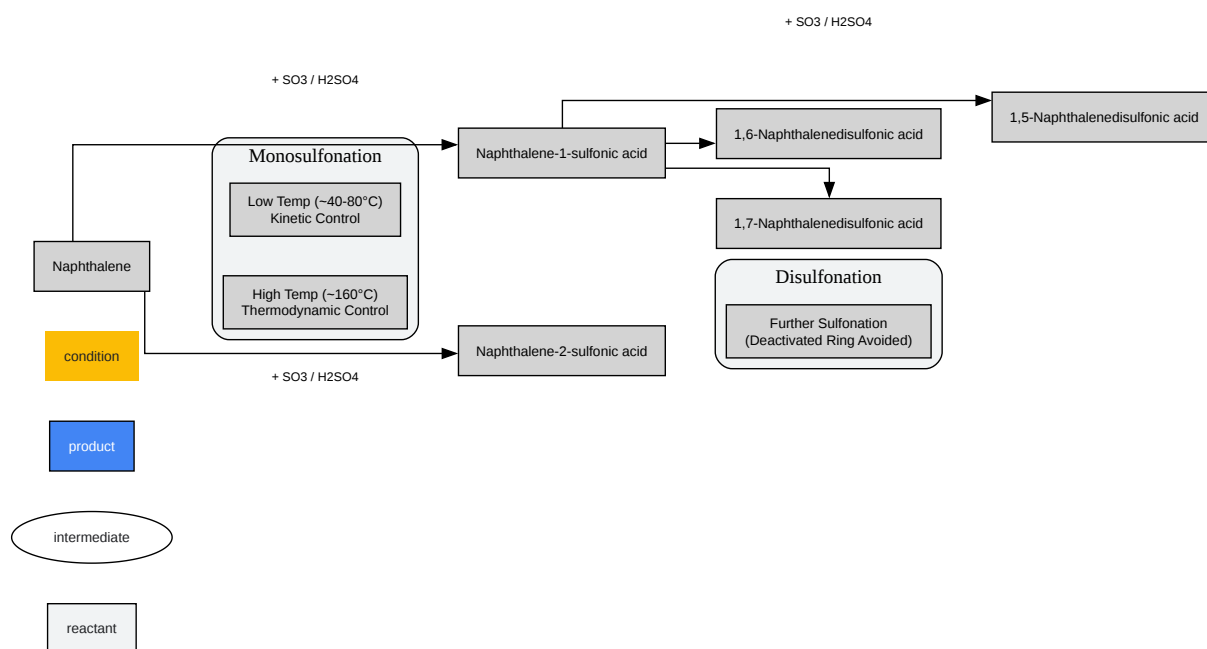 + SO3 / H2SO4
+ SO3 / H2SO4
1,5-Naphthalenedisulfonic acid
1,6-Naphthalenedisulfonic acid
Naphthalene-1-sulfonic acid
Monosulfonation
Low Temp (~40-80°C)
Kinetic Control
1,7-Naphthalenedisulfonic acid
Naphthalene
High Temp (~160°C)
Thermodynamic Control
Disulfonation
Further Sulfonation
(Deactivated Ring Avoided)
condition
Naphthalene-2-sulfonic acid
+ SO3 / H2SO4
product
intermediate
reactant